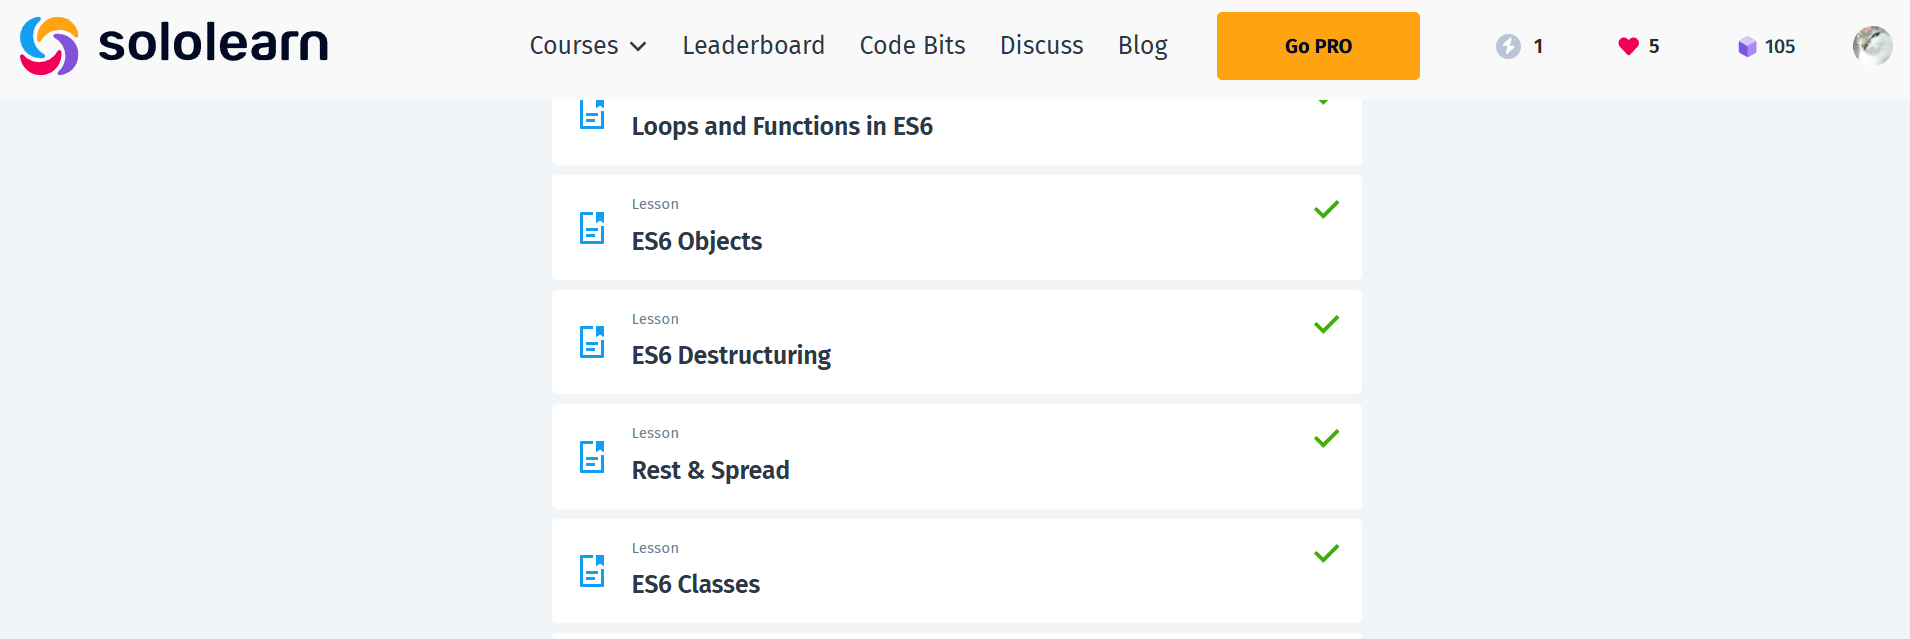 sololearn
Courses Leaderboard Code Bits Discuss Blog Go PRO 1 5 105
Loops and Functions in ES6
Lesson
ES6 Objects
Lesson
ES6 Destructuring
Lesson
Rest & Spread
Lesson
ES6 Classes